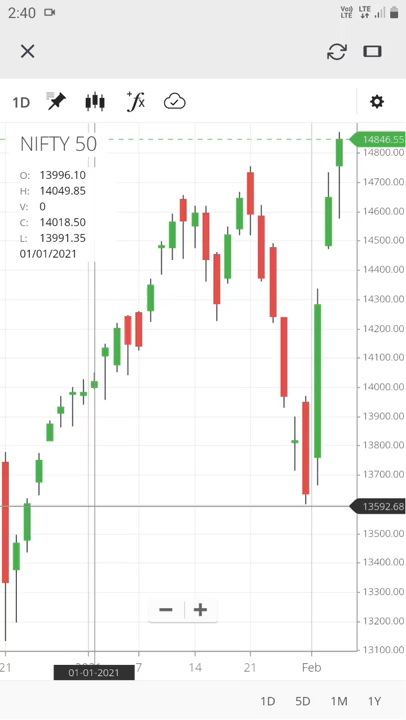 2:40
Vo)) LTE
LTE
1D
fx
NIFTY 50
O: 13996.10
H: 14049.85
V: 0
C: 14018.50
L: 13991.35
01/01/2021
14846.55
14800.00
14700.00
14600.00
14500.00
14400.00
14300.00
14200.00
14100.00
14000.00
13900.00
13800.00
13700.00
13592.68
13500.00
13400.00
13300.00
13200.00
13100.00
21
7
14
21
Feb
01-01-2021
1D
5D
1M
1Y